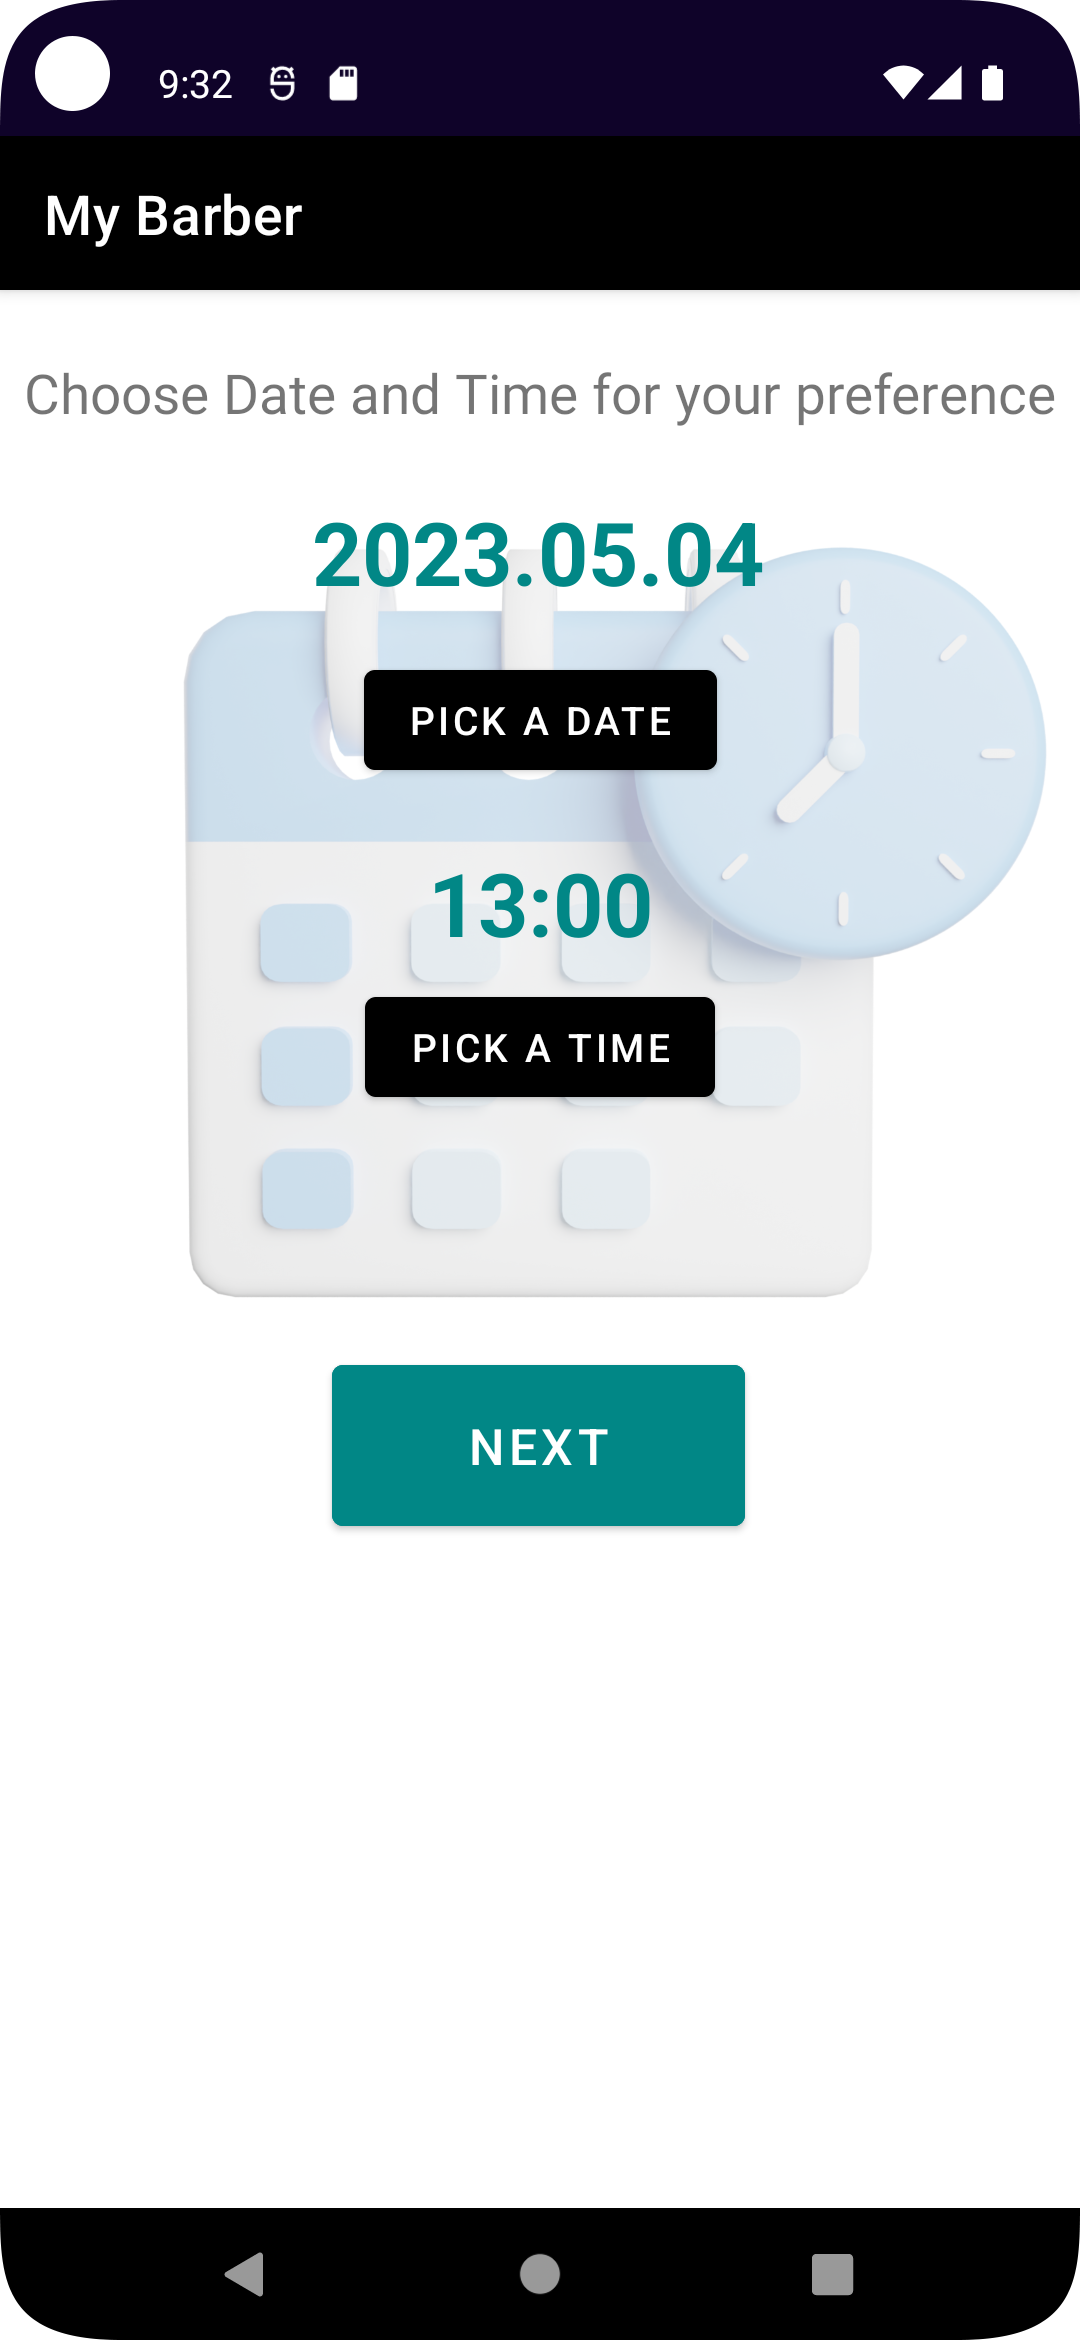 9:32
My Barber
Choose Date and Time for your preference
2023.05.04
PICK A DATE
13:00
PICK A TIME
NEXT